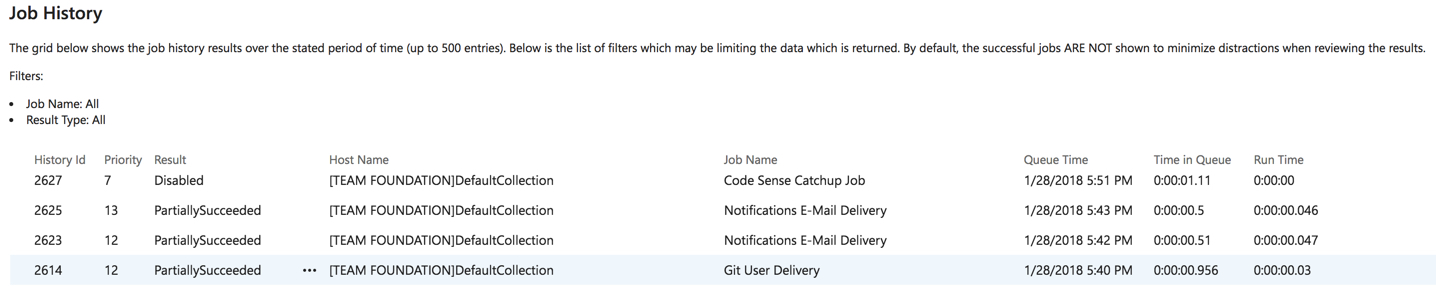 Job History
The grid below shows the job history results over the stated period of time (up to 500 entries). Below is the list of filters which may be limiting the data which is returned. By default, the successful jobs ARE NOT shown to minimize distractions when reviewing the results.
Filters:
• Job Name: All
• Result Type: All
History Id Priority Result Host Name Job Name Queue Time Time in Queue Run Time
2627 7 Disabled [TEAM FOUNDATION]DefaultCollection Code Sense Catchup Job 1/28/2018 5:51 PM 0:00:01.11 0:00:00
2625 13 PartiallySucceeded [TEAM FOUNDATION]DefaultCollection Notifications E-Mail Delivery 1/28/2018 5:43 PM 0:00:00.5 0:00:00.046
2623 12 PartiallySucceeded [TEAM FOUNDATION]DefaultCollection Notifications E-Mail Delivery 1/28/2018 5:42 PM 0:00:00.51 0:00:00.047
2614 12 PartiallySucceeded ••• [TEAM FOUNDATION]DefaultCollection Git User Delivery 1/28/2018 5:40 PM 0:00:00.956 0:00:00.03